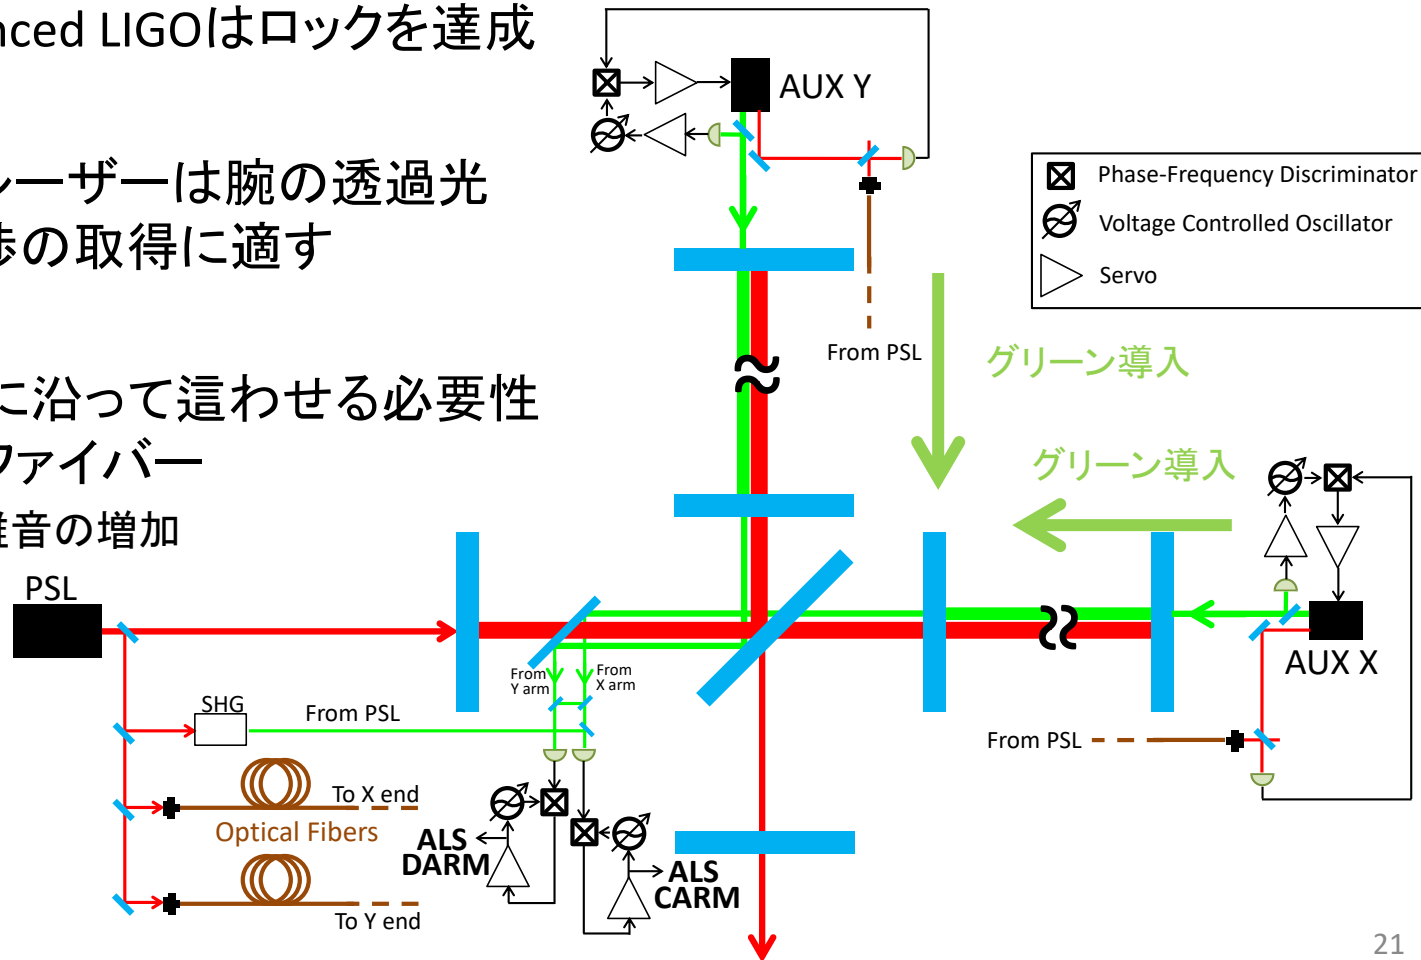 nced LIGOはロックを達成
レーザーは腕の透過光
渉の取得に適す
に沿って這わせる必要性
ファイバー
雑音の増加
AUX Y
Phase-Frequency Discriminator
Voltage Controlled Oscillator
Servo
From PSL
グリーン導入
グリーン導入
PSL
AUX X
From
Y arm
From
X arm
SHG
From PSL
From PSL
To X end
Optical Fibers
To Y end
ALS
DARM
ALS
CARM
21